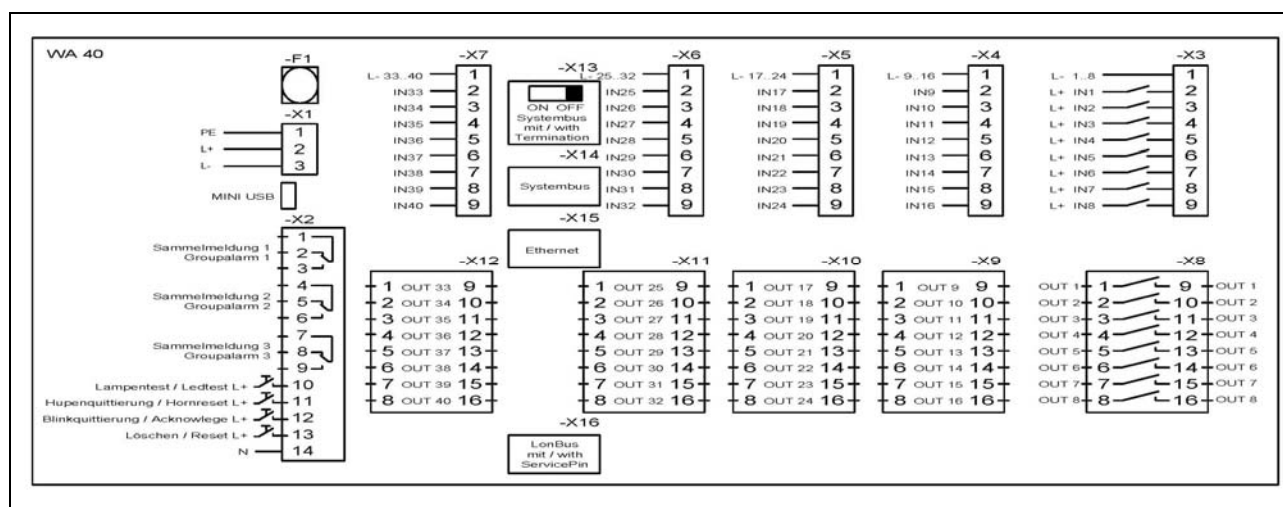 WA 40
-F1
-X1
PE 1
L+ 2
L- 3
MINI USB
-X2
1
Sammelmeldung 1
Groupalarm 1
2
3
4
Sammelmeldung 2
Groupalarm 2
5
6
7
Sammelmeldung 3
Groupalarm 3
8
9
Lampentest / Ledtest L+ 10
Hupenquittierung / Hornreset L+ 11
Blinkquittierung / Acknowlege L+ 12
Löschen / Reset L+ 13
N 14
-X7
L- 33..40 1
IN33 2
IN34 3
IN35 4
IN36 5
IN37 6
IN38 7
IN39 8
IN40 9
-X13
ON OFF
Systembus
mit / with
Termination
-X14
Systembus
-X15
Ethernet
-X6
L- 25..32 1
IN25 2
IN26 3
IN27 4
IN28 5
IN29 6
IN30 7
IN31 8
IN32 9
-X5
L- 17..24 1
IN17 2
IN18 3
IN19 4
IN20 5
IN21 6
IN22 7
IN23 8
IN24 9
-X4
L- 9..16 1
IN9 2
IN10 3
IN11 4
IN12 5
IN13 6
IN14 7
IN15 8
IN16 9
-X3
L- 1..8 1
L+ IN1 2
L+ IN2 3
L+ IN3 4
L+ IN4 5
L+ IN5 6
L+ IN6 7
L+ IN7 8
L+ IN8 9
-X12
1 OUT 33 9
2 OUT 34 10
3 OUT 35 11
4 OUT 36 12
5 OUT 37 13
6 OUT 38 14
7 OUT 39 15
8 OUT 40 16
-X11
1 OUT 25 9
2 OUT 26 10
3 OUT 27 11
4 OUT 28 12
5 OUT 29 13
6 OUT 30 14
7 OUT 31 15
8 OUT 32 16
-X10
1 OUT 17 9
2 OUT 18 10
3 OUT 19 11
4 OUT 20 12
5 OUT 21 13
6 OUT 22 14
7 OUT 23 15
8 OUT 24 16
-X9
1 OUT 9 9
2 OUT 10 10
3 OUT 11 11
4 OUT 12 12
5 OUT 13 13
6 OUT 14 14
7 OUT 15 15
8 OUT 16 16
-X8
OUT 1 1 9 OUT 1
OUT 2 2 10 OUT 2
OUT 3 3 11 OUT 3
OUT 4 4 12 OUT 4
OUT 5 5 13 OUT 5
OUT 6 6 14 OUT 6
OUT 7 7 15 OUT 7
OUT 8 8 16 OUT 8
-X16
LonBus
mit / with
ServicePin